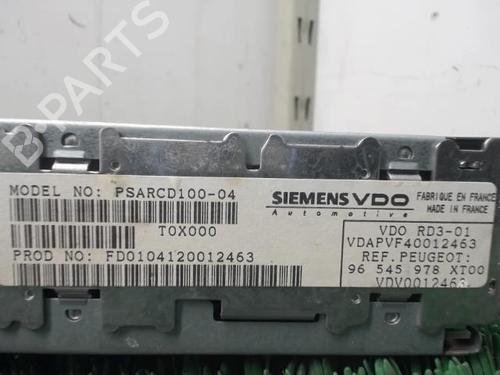 B-PARTS
MODEL NO: PSARCD100-04
T0X000
PROD NO: FD0104120012463
SIEMENS VDO
Automotive
FABRIQUE EN FRANCE
MADE IN FRANCE
VDO RD3-01
VDAPVF40012463
REF.PEUGEOT:
96 545 978 XT00
VDV0012463